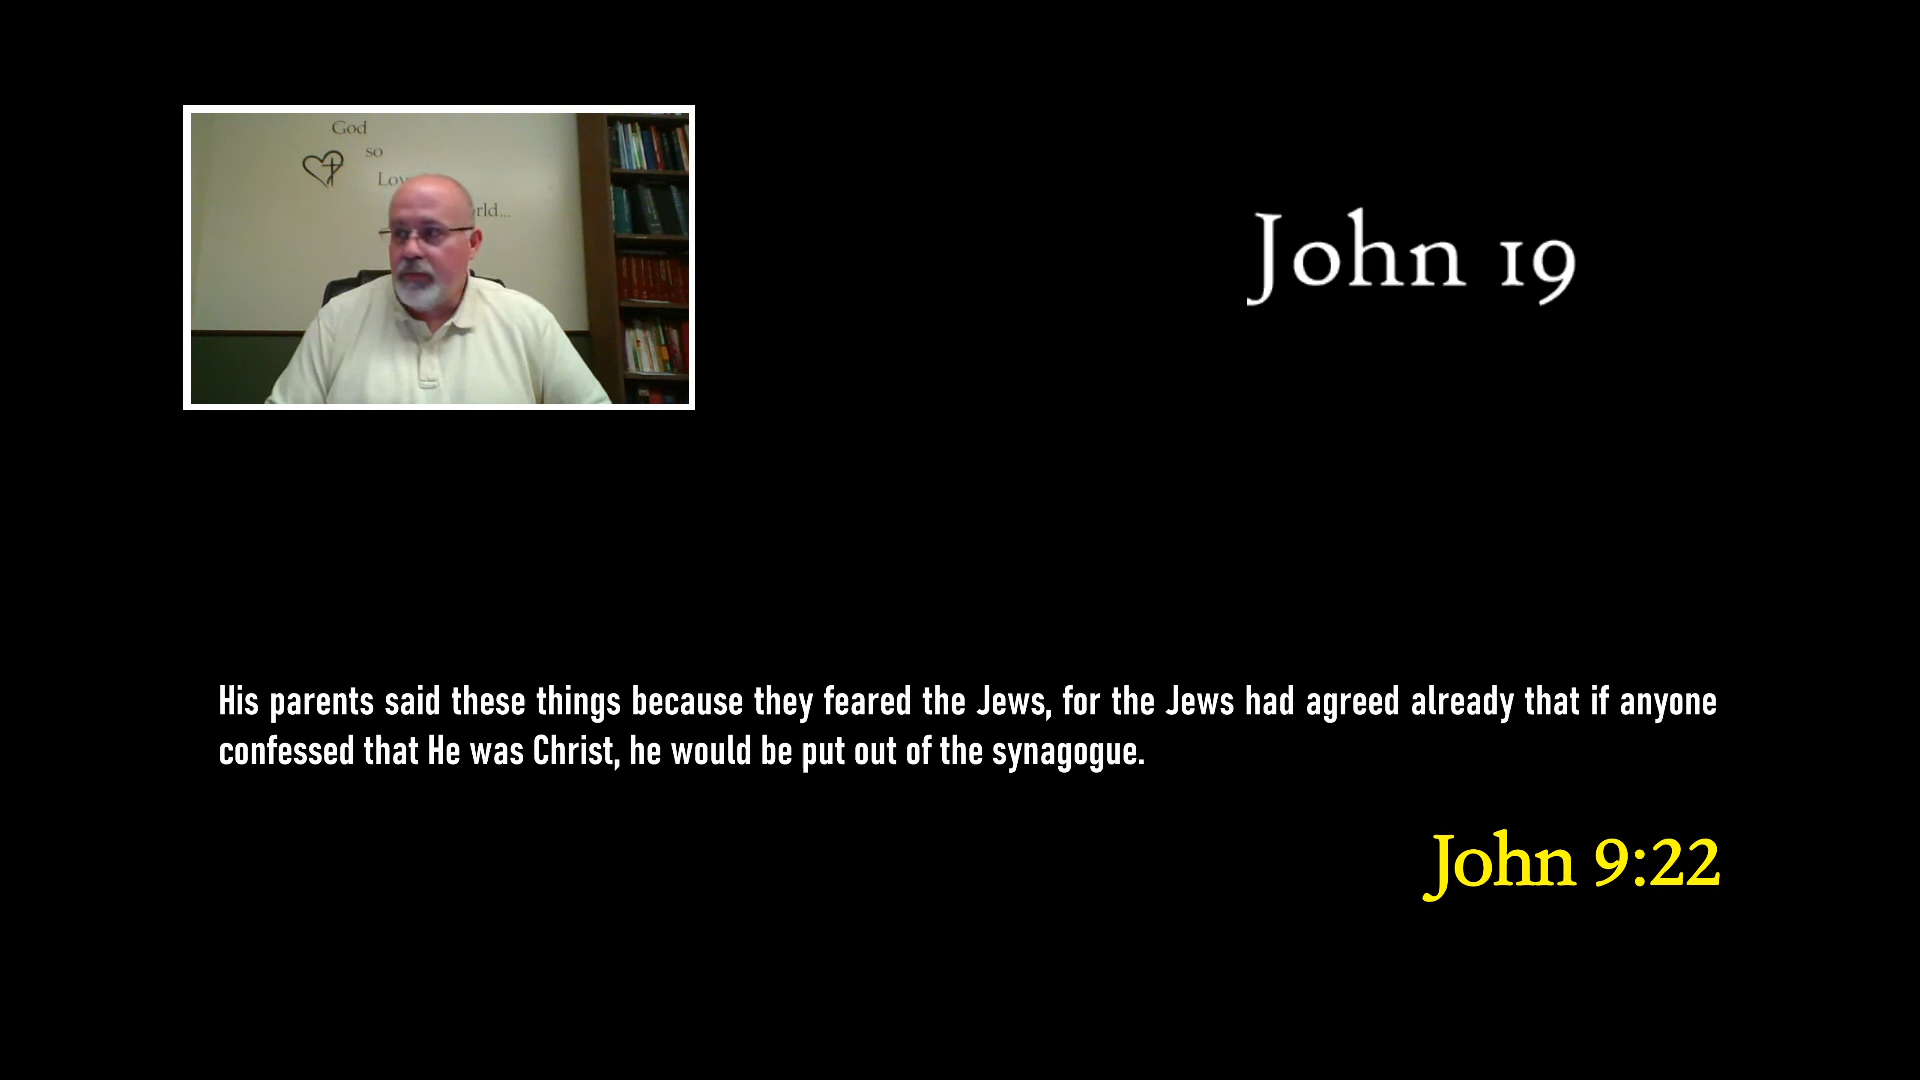 God
so
John 19
His parents said these things because they feared the Jews, for the Jews had agreed already that if anyone
confessed that He was Christ, he would be put out of the synagogue.
John 9:22